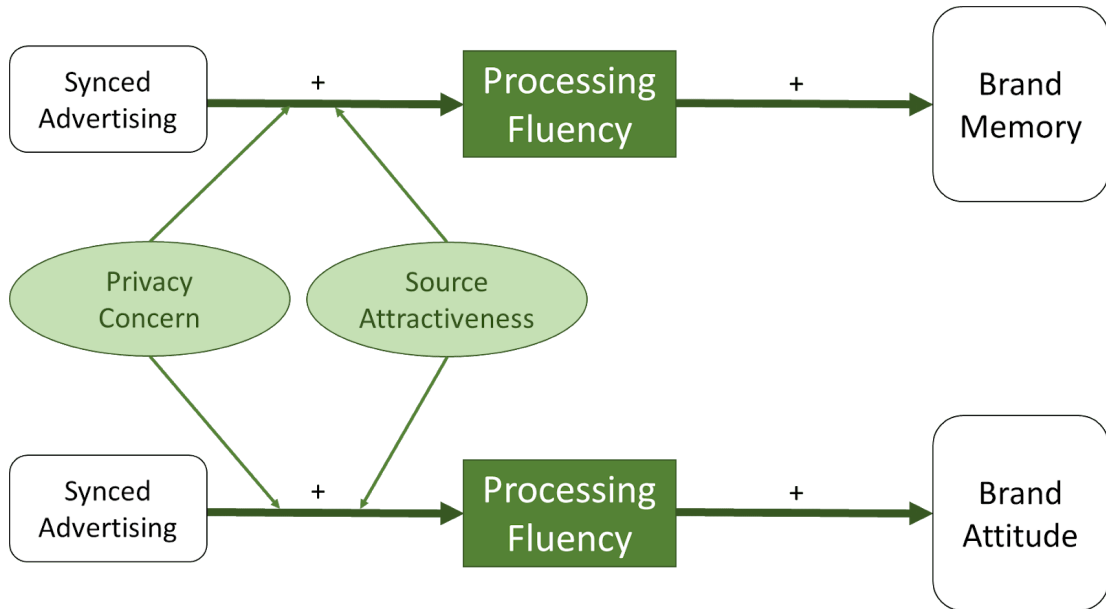 Synced
Advertising
+
Processing
Fluency
+
Brand
Memory
Privacy
Concern
Source
Attractiveness
Synced
Advertising
+
Processing
Fluency
+
Brand
Attitude